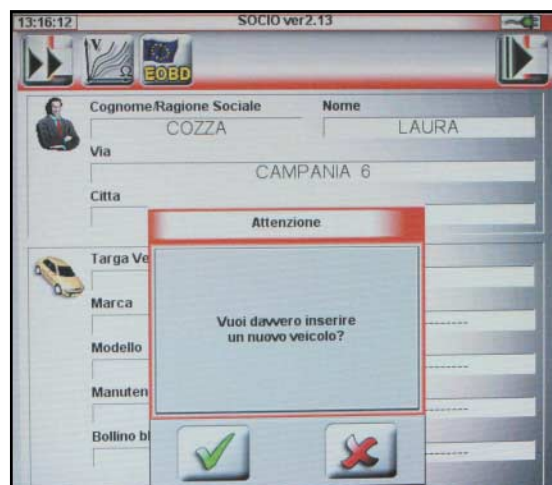 13:16:12 SOCIO ver2.13
V Ω
EOBD
Cognome/Ragione Sociale Nome
COZZA LAURA
Via
CAMPANIA 6
Citta
Attenzione
Targa Ve
Marca
Vuoi davvero inserire
un nuovo veicolo?
Modello
Manuten
Bollino bl